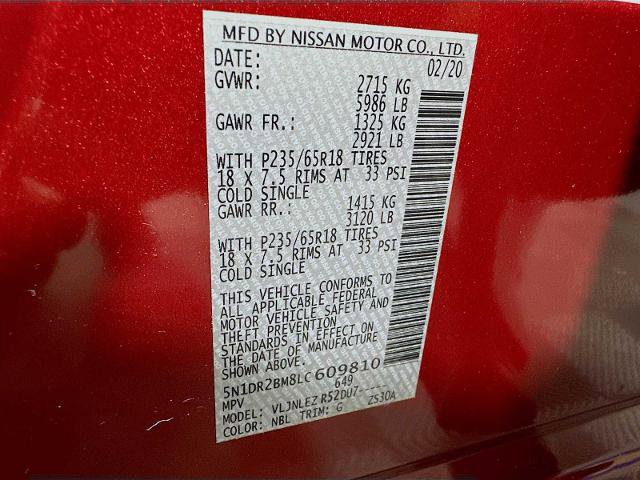 MFD BY NISSAN MOTOR CO., LTD.
DATE: 02/20
GVWR: 2715 KG
5986 LB
GAWR FR.: 1325 KG
2921 LB
WITH P235/65R18 TIRES
18 X 7.5 RIMS AT 33 PSI
COLD SINGLE
GAWR RR.: 1415 KG
3120 LB
WITH P235/65R18 TIRES
18 X 7.5 RIMS AT 33 PSI
COLD SINGLE
THIS VEHICLE CONFORMS TO
ALL APPLICABLE FEDERAL
MOTOR VEHICLE SAFETY AND
THEFT PREVENTION
STANDARDS IN EFFECT ON
THE DATE OF MANUFACTURE
SHOWN ABOVE.
5N1DR2BM8LC609810
MPV 649
MODEL: VLJNLEZ R52DU7-----
COLOR: NBL TRIM: G ZS30A